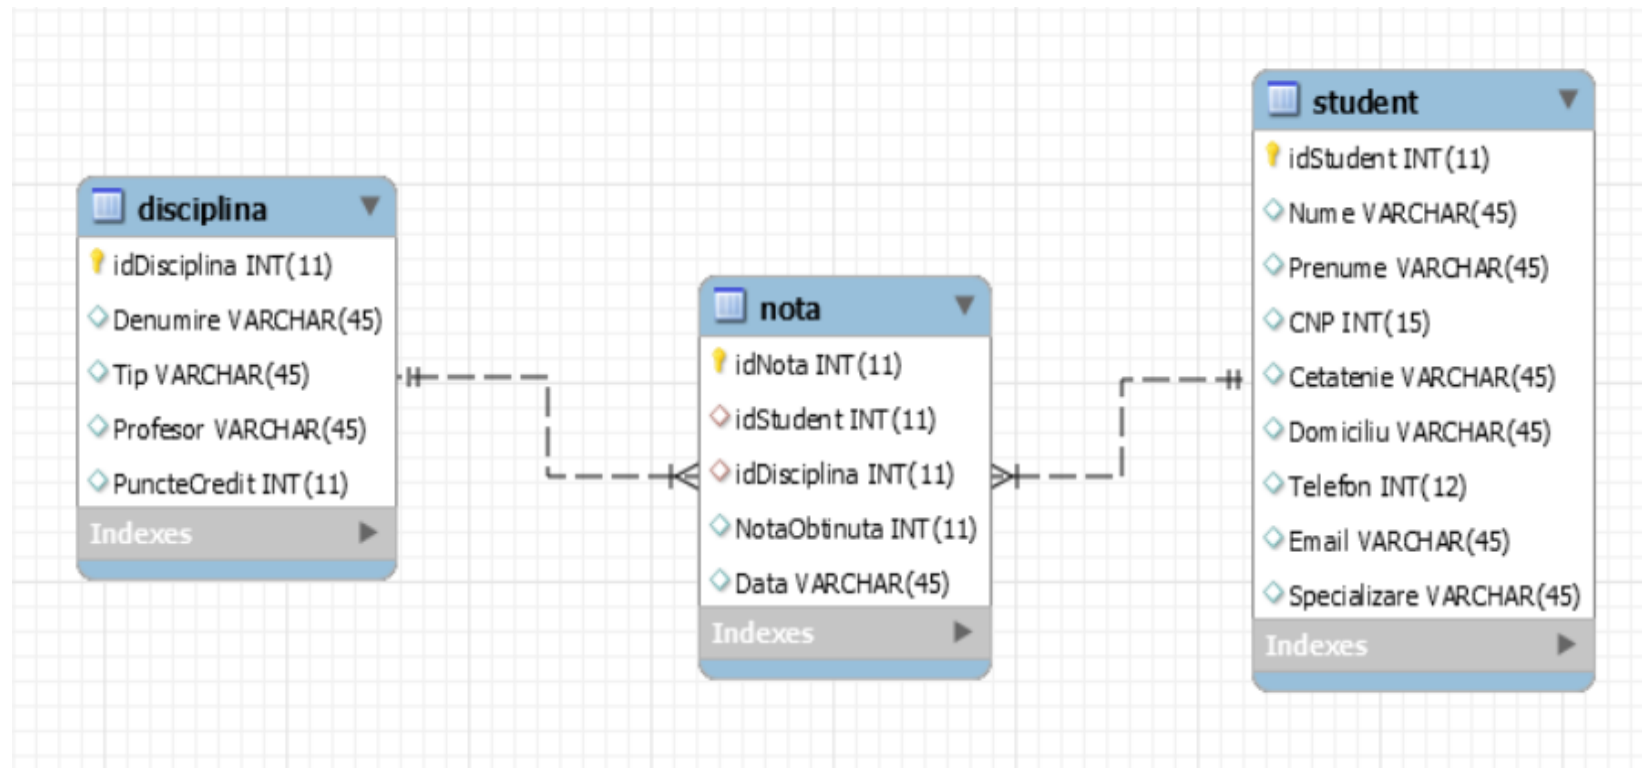 disciplina
idDisciplina INT(11)
Denumire VARCHAR(45)
Tip VARCHAR(45)
Profesor VARCHAR(45)
PuncteCredit INT(11)
Indexes
nota
idNota INT(11)
idStudent INT(11)
idDisciplina INT(11)
NotaObtinuta INT(11)
Data VARCHAR(45)
Indexes
student
idStudent INT(11)
Nume VARCHAR(45)
Prenume VARCHAR(45)
CNP INT(15)
Cetatenie VARCHAR(45)
Domiciliu VARCHAR(45)
Telefon INT(12)
Email VARCHAR(45)
Specializare VARCHAR(45)
Indexes